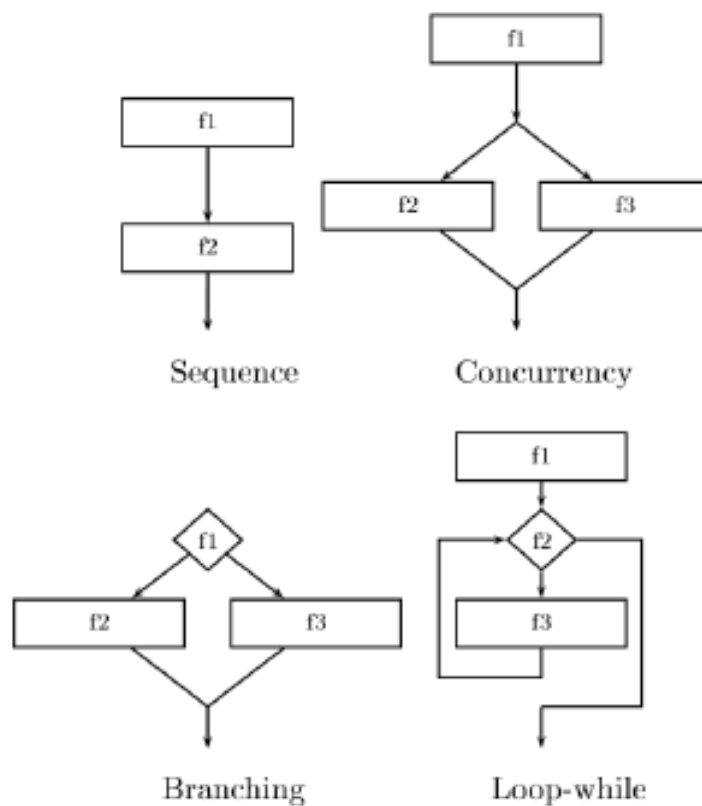 f1
f2
Sequence
f1
f2
f3
Concurrency
f1
f2
f3
Branching
f1
f2
f3
Loop-while